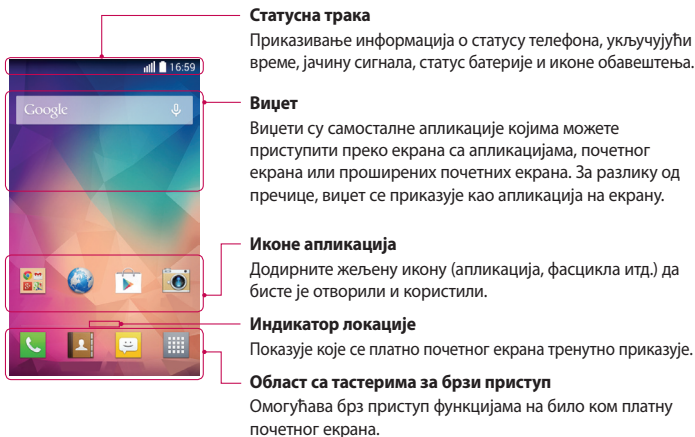 Статусна трака
Приказивање информација о статусу телефона, укључујући
време, јачину сигнала, статус батерије и иконе обавештења.
16:59
Google
Виџет
Виџети су самосталне апликације којима можете
приступити преко екрана са апликацијама, почетног
екрана или проширених почетних екрана. За разлику од
пречице, виџет се приказује као апликација на екрану.
Иконе апликација
Додирните жељену икону (апликација, фасцикла итд.) да
бисте је отворили и користили.
Индикатор локације
Показује које се платно почетног екрана тренутно приказује.
Област са тастерима за брзи приступ
Омогућава брз приступ функцијама на било ком платну
почетног екрана.